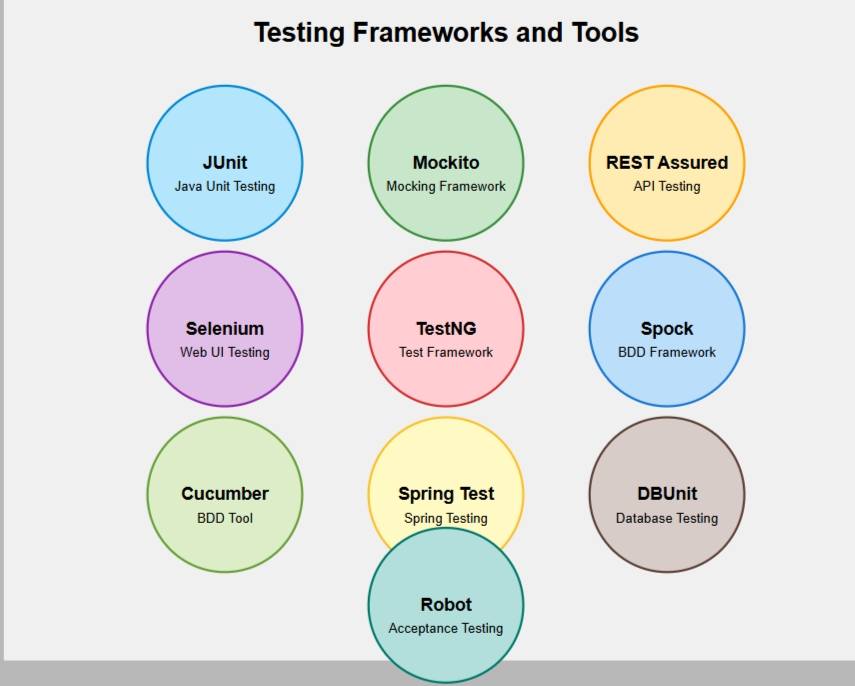 Testing Frameworks and Tools
JUnit
Java Unit Testing
Mockito
Mocking Framework
REST Assured
API Testing
Selenium
Web UI Testing
TestNG
Test Framework
Spock
BDD Framework
Cucumber
BDD Tool
Spring Test
Spring Testing
DBUnit
Database Testing
Robot
Acceptance Testing